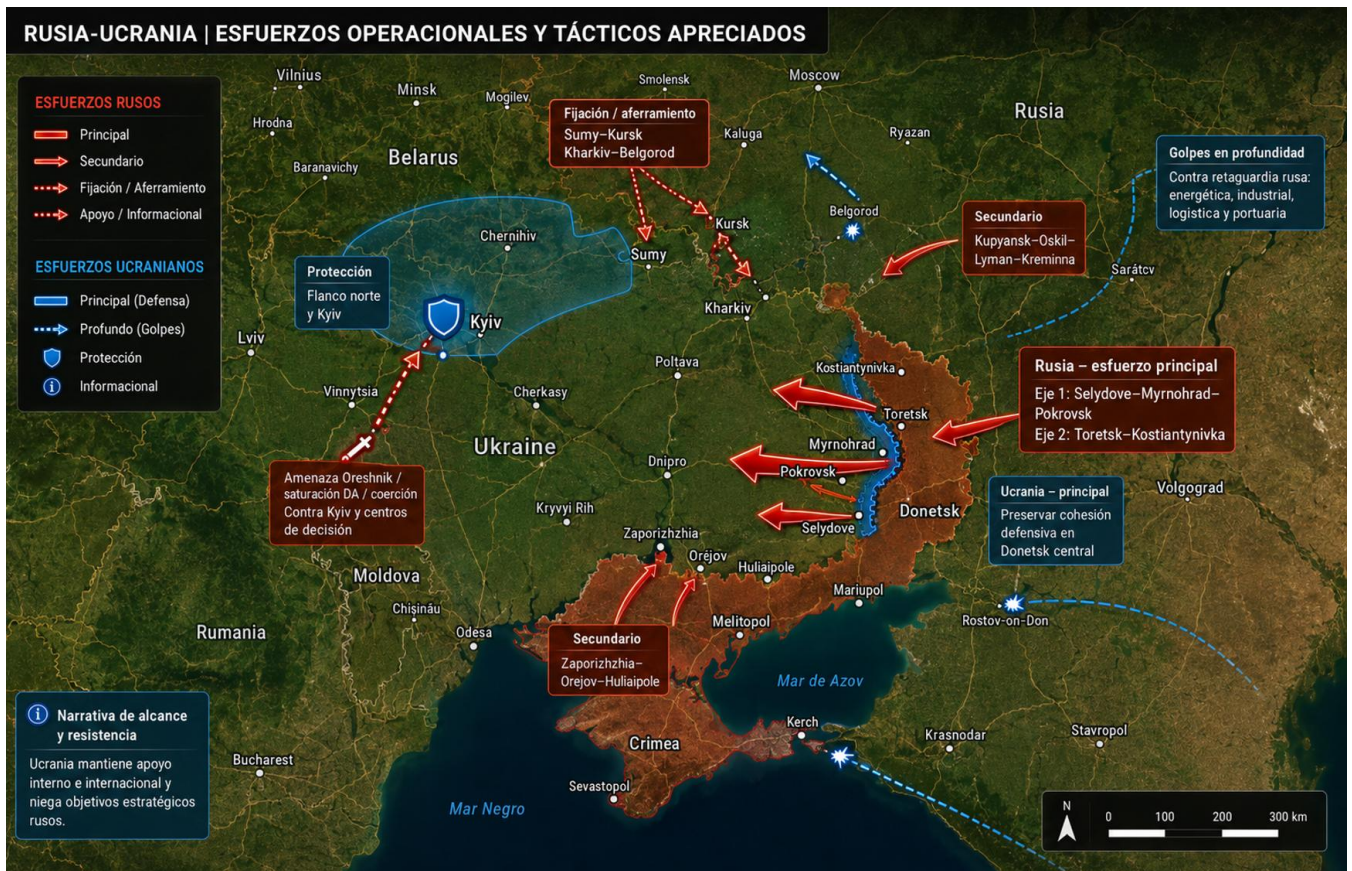 RUSIA-UCRANIA | ESFUERZOS OPERACIONALES Y TÁCTICOS APRECIADOS
ESFUERZOS RUSOS
Principal
Secundario
Fijación / Aferramiento
Apoyo / Informacional
ESFUERZOS UCRANIANOS
Principal (Defensa)
Profundo (Golpes)
Protección
Informacional
Vilnius
Minsk
Mogilev
Hrodna
Baranavichy
Belarus
Smolensk
Moscow
Kaluga
Ryazan
Rusia
Fijación / aferramiento
Sumy–Kursk
Kharkiv–Belgorod
Golpes en profundidad
Contra retaguardia rusa:
energética, industrial,
logística y portuaria
Belgorod
Secundario
Kupyansk–Oskil–
Lyman–Kreminna
Sarátcv
Chernihiv
Kursk
Sumy
Protección
Flanco norte
y Kyiv
Kyiv
Kharkiv
Lviv
Vinnytsia
Cherkasy
Poltava
Kostiantynivka
Rusia – esfuerzo principal
Eje 1: Selydove–Myrnohrad–
Pokrovsk
Eje 2: Toretsk–Kostiantynivka
Toretsk
Ukraine
Myrnohrad
Dnipro
Pokrovsk
Amenaza Oreshnik /
saturación DA / coerción
Contra Kyiv y centros
de decisión
Kryvyi Rih
Selydove
Donetsk
Ucrania – principal
Preservar cohesión
defensiva en
Donetsk central
Volgograd
Zaporizhzhia
Oréjov
Huliaipole
Moldova
Chişinău
Odesa
Rumania
Mariupol
Melitopol
Rostov-on-Don
Secundario
Zaporizhzhia–
Orejov–Huliaipole
Mar de Azov
Narrativa de alcance
y resistencia
Ucrania mantiene apoyo
interno e internacional y
niega objetivos estratégicos
rusos.
Bucharest
Crimea
Kerch
Krasnodar
Stavropol
Sevastopol
Mar Negro
N
0 100 200 300 km